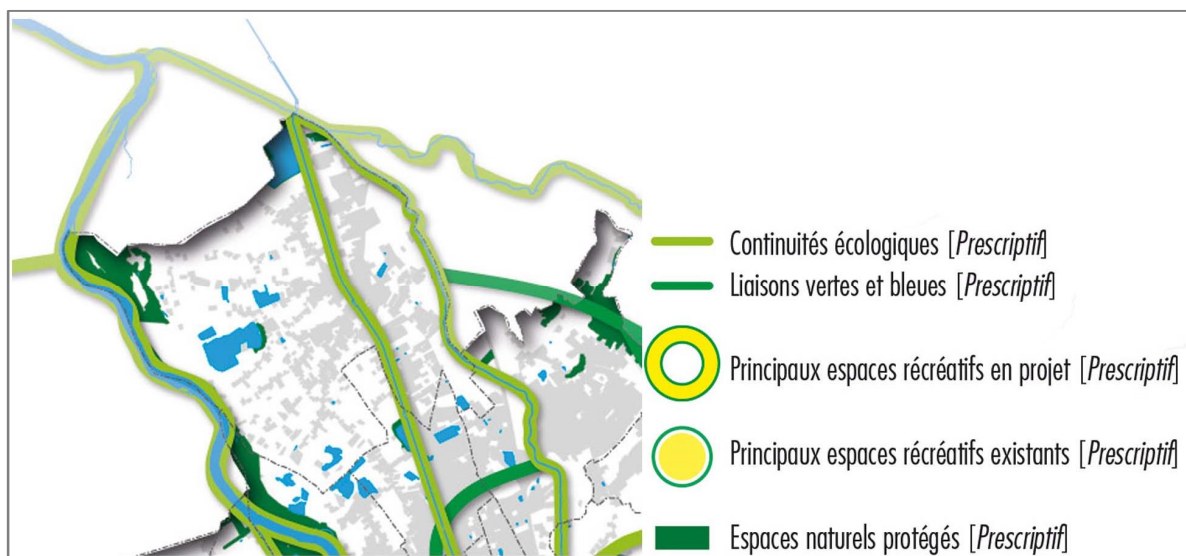 Continuités écologiques [Prescriptif]
Liaisons vertes et bleues [Prescriptif]
Principaux espaces récréatifs en projet [Prescriptif]
Principaux espaces récréatifs existants [Prescriptif]
Espaces naturels protégés [Prescriptif]